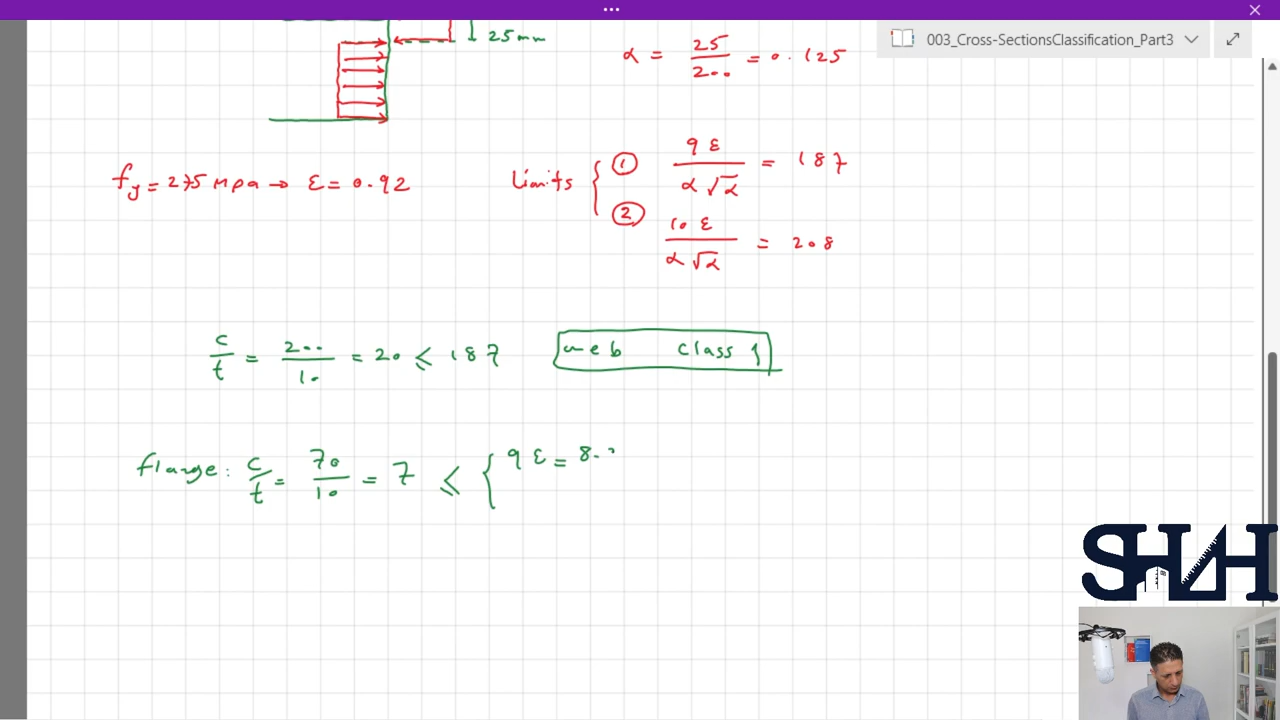 003_Cross-SectionsClassification_Part3
25mm
α = 25/200 = 0.125
fy = 275 Mpa → ε = 0.92
Limits { ① 9ε/α√α = 187
② 10ε/α√α = 208
c/t = 200/10 = 20 ≤ 187 web class 1
flange: c/t = 70/10 = 7 ≤ { 9ε = 8.
SHZH